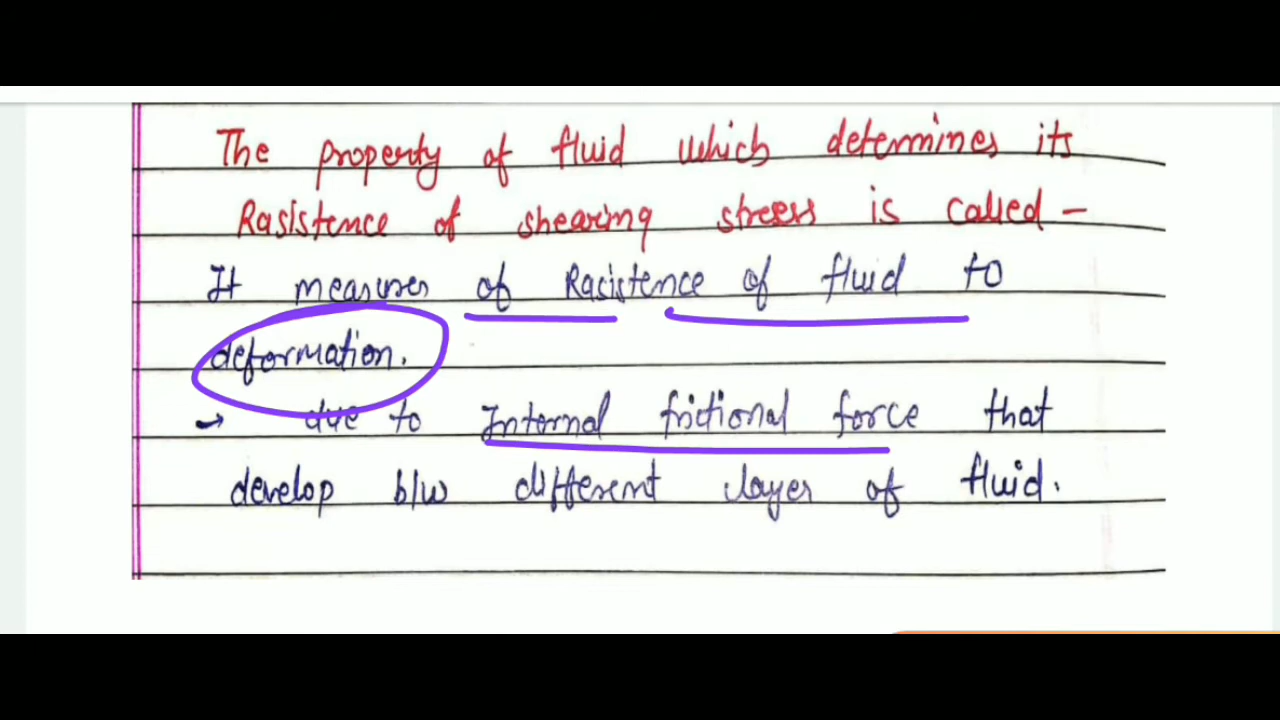 The property of fluid which determines its
Rasistence of shearing stress is called -
It measures of Rasistence of fluid to
deformation.
→ due to Internal frictional force that
develop b/w different layer of fluid.